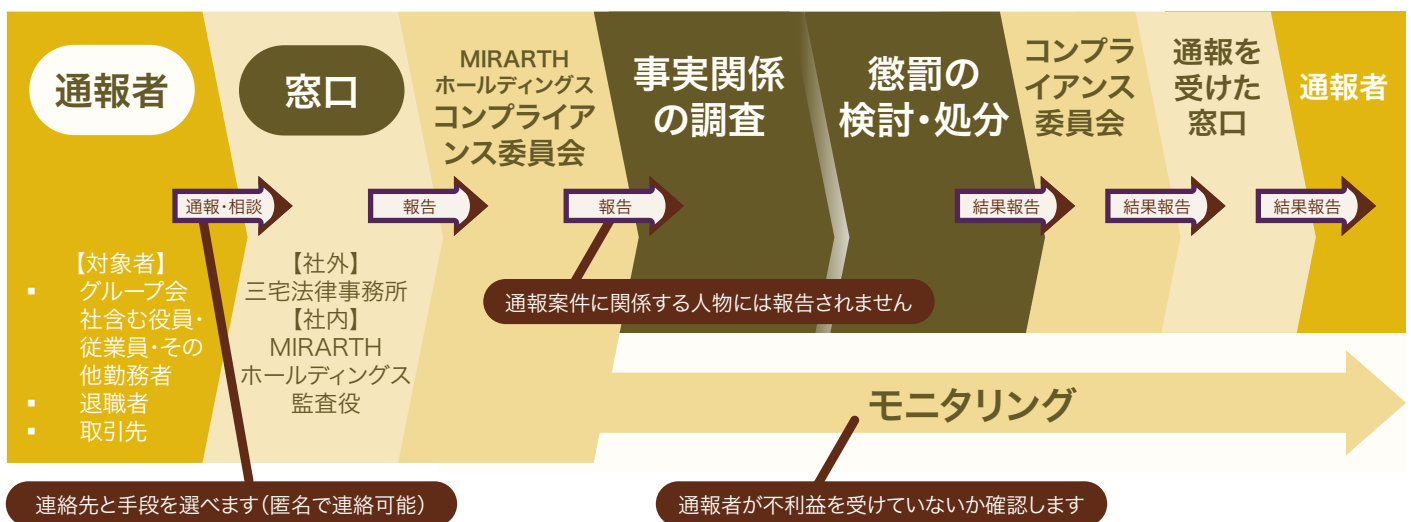 通報者
【対象者】
▪ グループ会
社含む役員・
従業員・その
他勤務者
▪ 退職者
▪ 取引先
通報・相談
連絡先と手段を選べます（匿名で連絡可能）
窓口
【社外】
三宅法律事務所
【社内】
MIRARTH
ホールディングス
監査役
報告
MIRARTH
ホールディングス
コンプライア
ンス委員会
報告
通報案件に関係する人物には報告されません
事実関係
の調査
懲罰の
検討・処分
結果報告
コンプラ
イアンス
委員会
結果報告
通報を
受けた
窓口
結果報告
通報者
モニタリング
通報者が不利益を受けていないか確認します